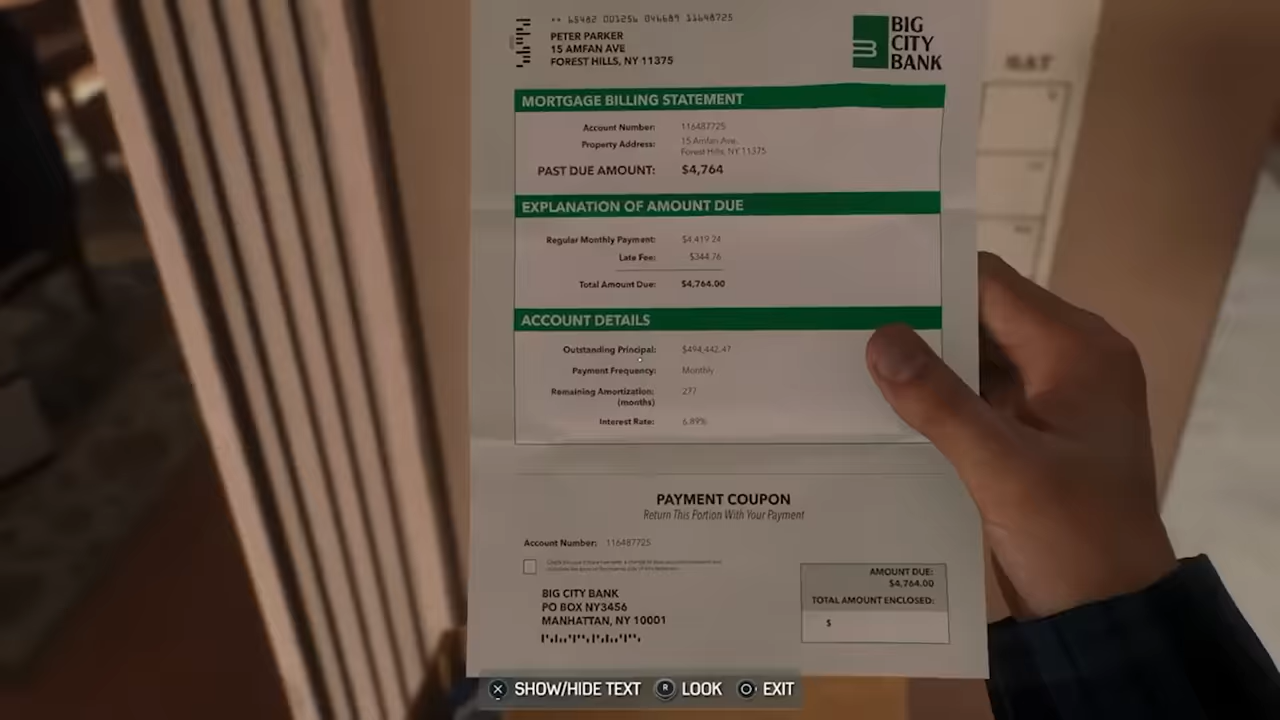 ** 65482 001256 046689 11648725
PETER PARKER
15 AMFAN AVE
FOREST HILLS, NY 11375
BIG
CITY
BANK
SAT
MORTGAGE BILLING STATEMENT
Account Number: 116487725
Property Address: 15 Amfan Ave.
Forest Hills, NY 11375
PAST DUE AMOUNT: $4,764
EXPLANATION OF AMOUNT DUE
Regular Monthly Payment: $4,419.24
Late Fee: $344.76
Total Amount Due: $4,764.00
ACCOUNT DETAILS
Outstanding Principal: $494,442.47
Payment Frequency: Monthly
Remaining Amortization: 277
(months)
Interest Rate: 6.89%
PAYMENT COUPON
Return This Portion With Your Payment
Account Number: 116487725
BIG CITY BANK
PO BOX NY3456
MANHATTAN, NY 10001
AMOUNT DUE:
$4,764.00
TOTAL AMOUNT ENCLOSED:
$
SHOW/HIDE TEXT R LOOK EXIT